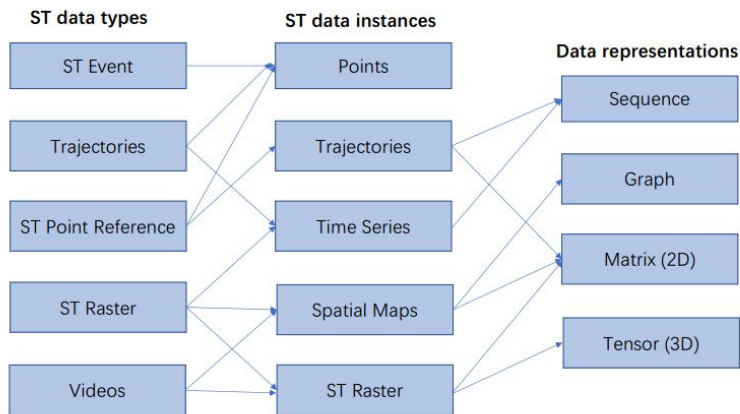 ST data types
ST data instances
Data representations
ST Event
Points
Sequence
Trajectories
Trajectories
Graph
ST Point Reference
Time Series
Matrix (2D)
ST Raster
Spatial Maps
Tensor (3D)
Videos
ST Raster